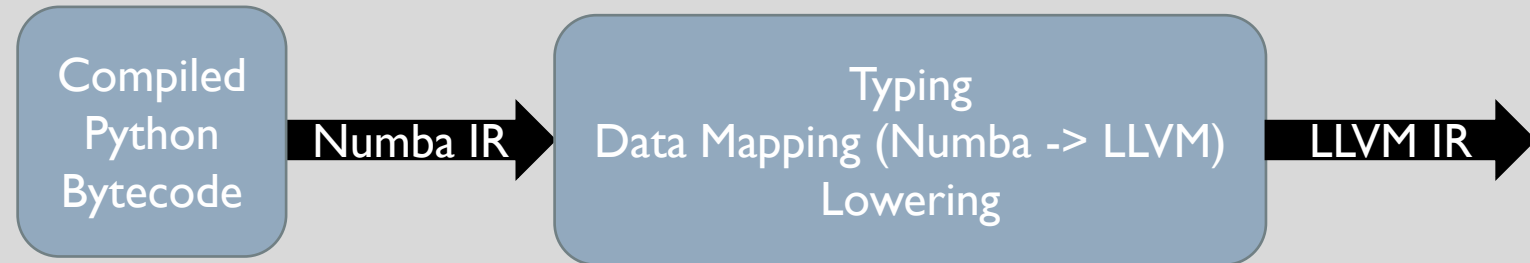 Compiled
Python
Bytecode
Numba IR
Typing
Data Mapping (Numba -> LLVM)
Lowering
LLVM IR